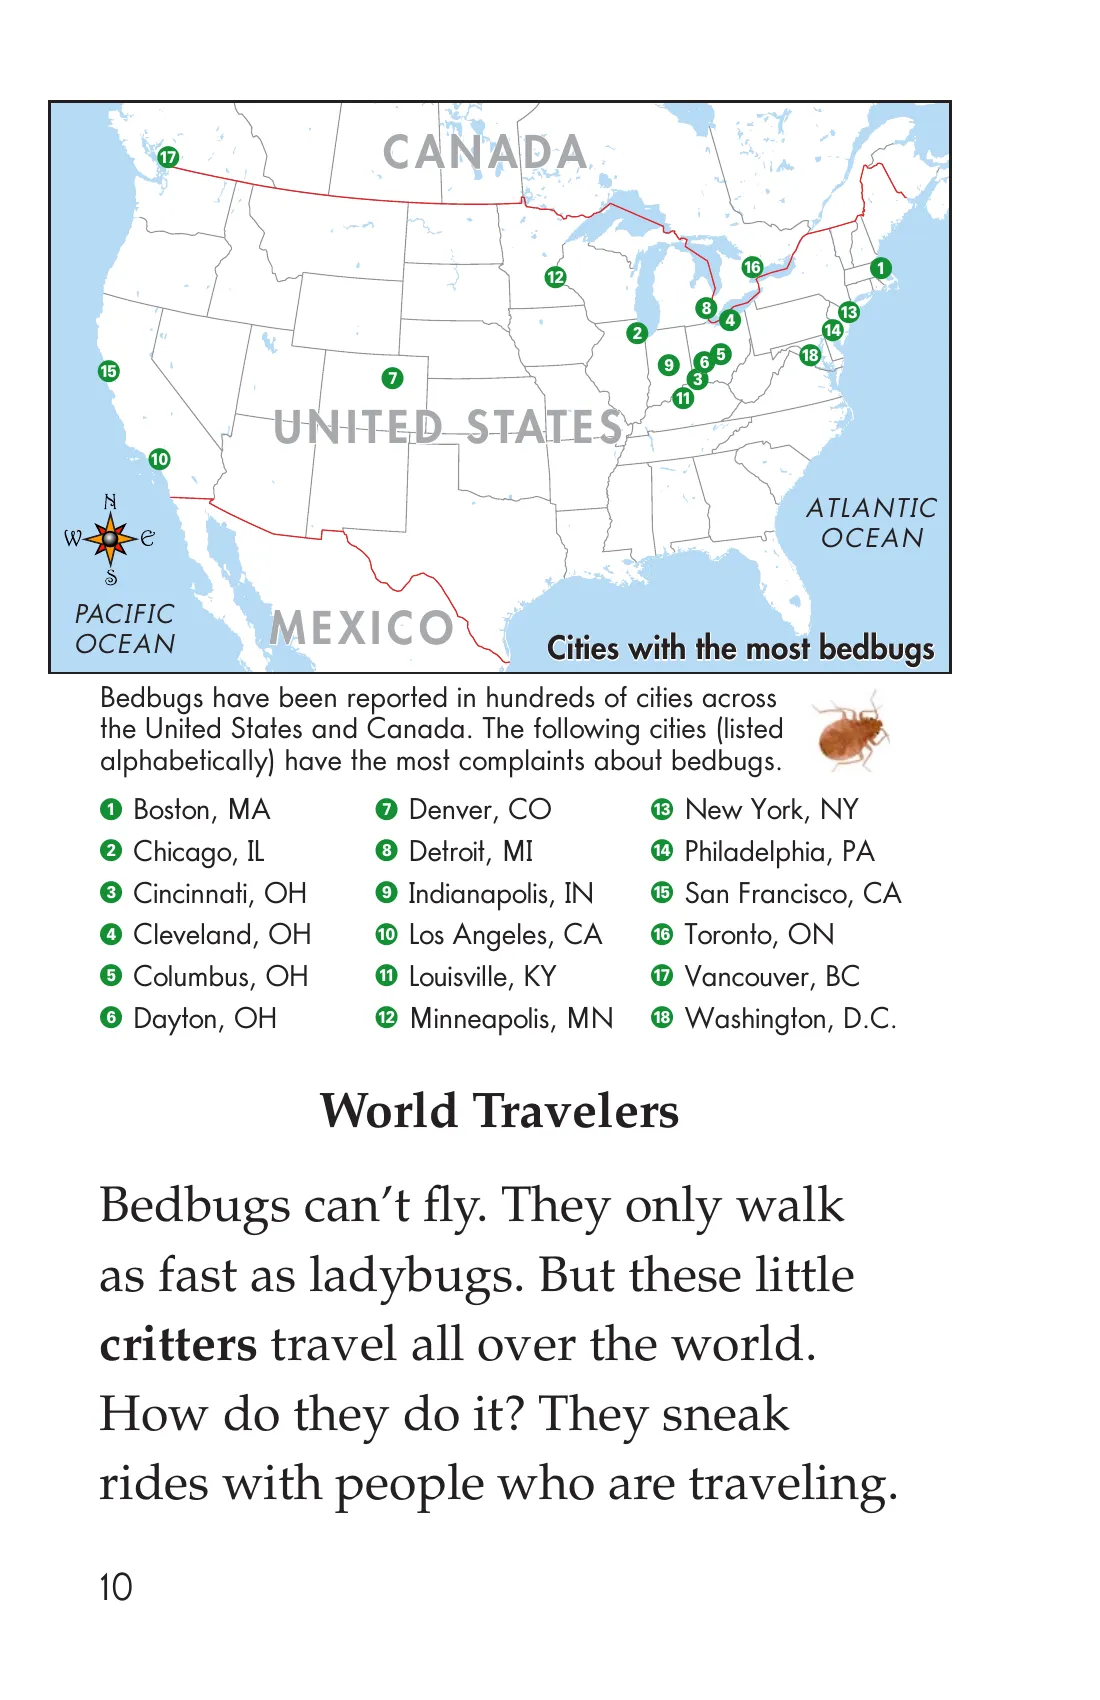 CANADA
UNITED STATES
MEXICO
PACIFIC
OCEAN
ATLANTIC
OCEAN
N
W
E
S
17
12
16
1
8
4
13
2
14
5
18
6
9
15
7
3
11
10
Cities with the most bedbugs
Bedbugs have been reported in hundreds of cities across
the United States and Canada. The following cities (listed
alphabetically) have the most complaints about bedbugs.
1 Boston, MA
2 Chicago, IL
3 Cincinnati, OH
4 Cleveland, OH
5 Columbus, OH
6 Dayton, OH
7 Denver, CO
8 Detroit, MI
9 Indianapolis, IN
10 Los Angeles, CA
11 Louisville, KY
12 Minneapolis, MN
13 New York, NY
14 Philadelphia, PA
15 San Francisco, CA
16 Toronto, ON
17 Vancouver, BC
18 Washington, D.C.
World Travelers
Bedbugs can’t fly. They only walk
as fast as ladybugs. But these little
critters travel all over the world.
How do they do it? They sneak
rides with people who are traveling.
10